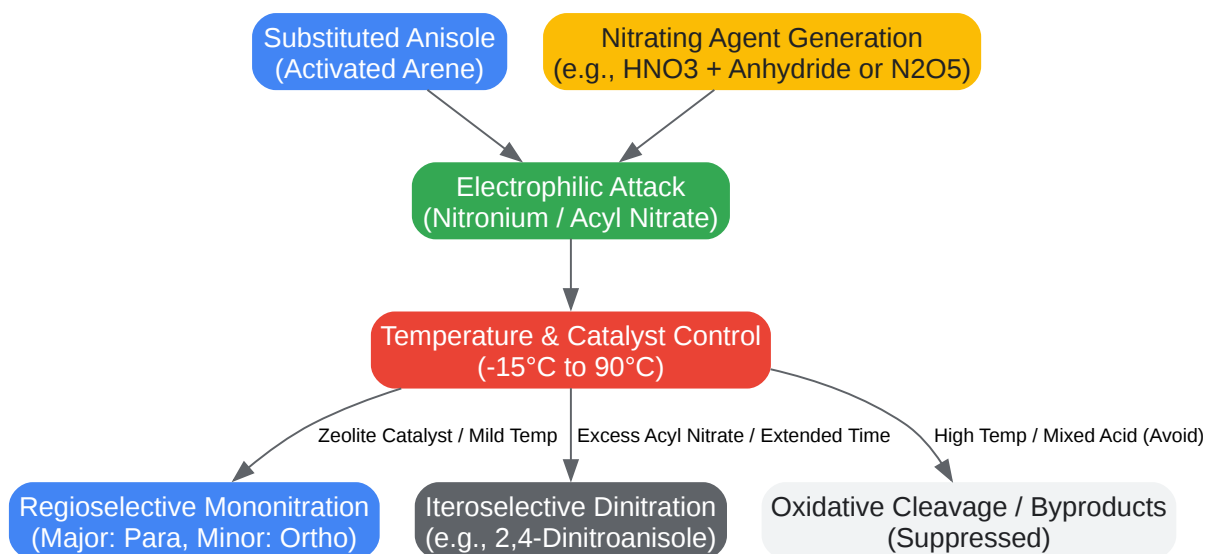 Substituted Anisole
(Activated Arene)
Nitrating Agent Generation
(e.g., HNO3 + Anhydride or N2O5)
Electrophilic Attack
(Nitronium / Acyl Nitrate)
Temperature & Catalyst Control
(-15°C to 90°C)
Zeolite Catalyst / Mild Temp
Excess Acyl Nitrate / Extended Time
High Temp / Mixed Acid (Avoid)
Regioselective Mononitration
(Major: Para, Minor: Ortho)
Iteroselective Dinitration
(e.g., 2,4-Dinitroanisole)
Oxidative Cleavage / Byproducts
(Suppressed)